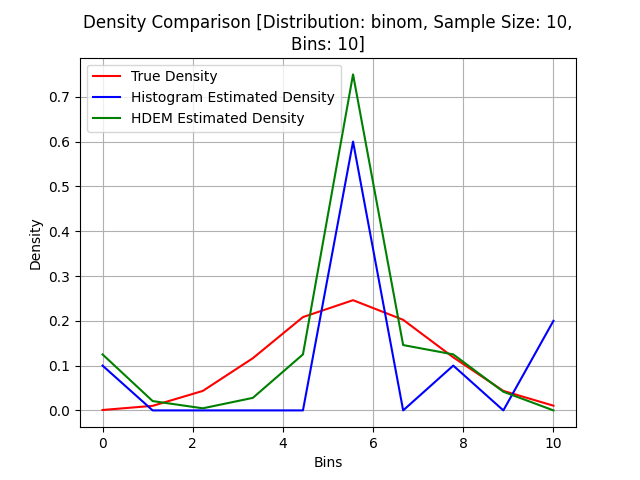 Density Comparison [Distribution: binom, Sample Size: 10,
Bins: 10]
True Density
Histogram Estimated Density
HDEM Estimated Density
Density
0.7
0.6
0.5
0.4
0.3
0.2
0.1
0.0
0 2 4 6 8 10
Bins